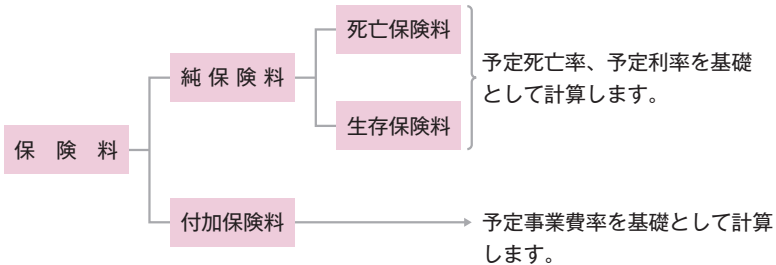 死亡保険料
純保険料
予定死亡率、予定利率を基礎
として計算します。
生存保険料
保険料
付加保険料
予定事業費率を基礎として計算
します。